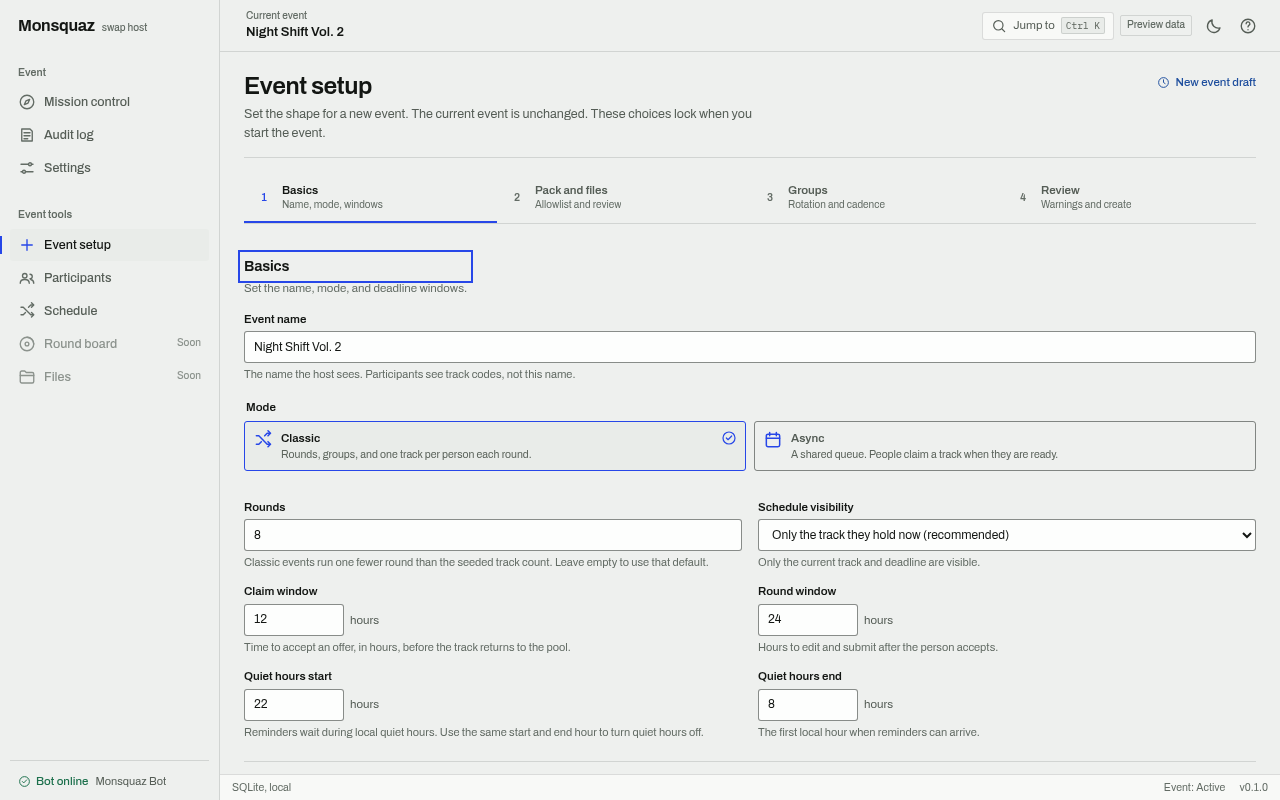 Monsquaz swap host
Event
Mission control
Audit log
Settings
Event tools
Event setup
Participants
Schedule
Round board Soon
Files Soon
Bot online Monsquaz Bot
Current event
Night Shift Vol. 2
Jump to Ctrl K
Preview data
Event setup
New event draft
Set the shape for a new event. The current event is unchanged. These choices lock when you
start the event.
1 Basics
Name, mode, windows
2 Pack and files
Allowlist and review
3 Groups
Rotation and cadence
4 Review
Warnings and create
Basics
Set the name, mode, and deadline windows.
Event name
Night Shift Vol. 2
The name the host sees. Participants see track codes, not this name.
Mode
Classic
Rounds, groups, and one track per person each round.
Async
A shared queue. People claim a track when they are ready.
Rounds
8
Classic events run one fewer round than the seeded track count. Leave empty to use that default.
Schedule visibility
Only the track they hold now (recommended)
Only the current track and deadline are visible.
Claim window
12 hours
Time to accept an offer, in hours, before the track returns to the pool.
Round window
24 hours
Hours to edit and submit after the person accepts.
Quiet hours start
22 hours
Reminders wait during local quiet hours. Use the same start and end hour to turn quiet hours off.
Quiet hours end
8 hours
The first local hour when reminders can arrive.
SQLite, local
Event: Active v0.1.0